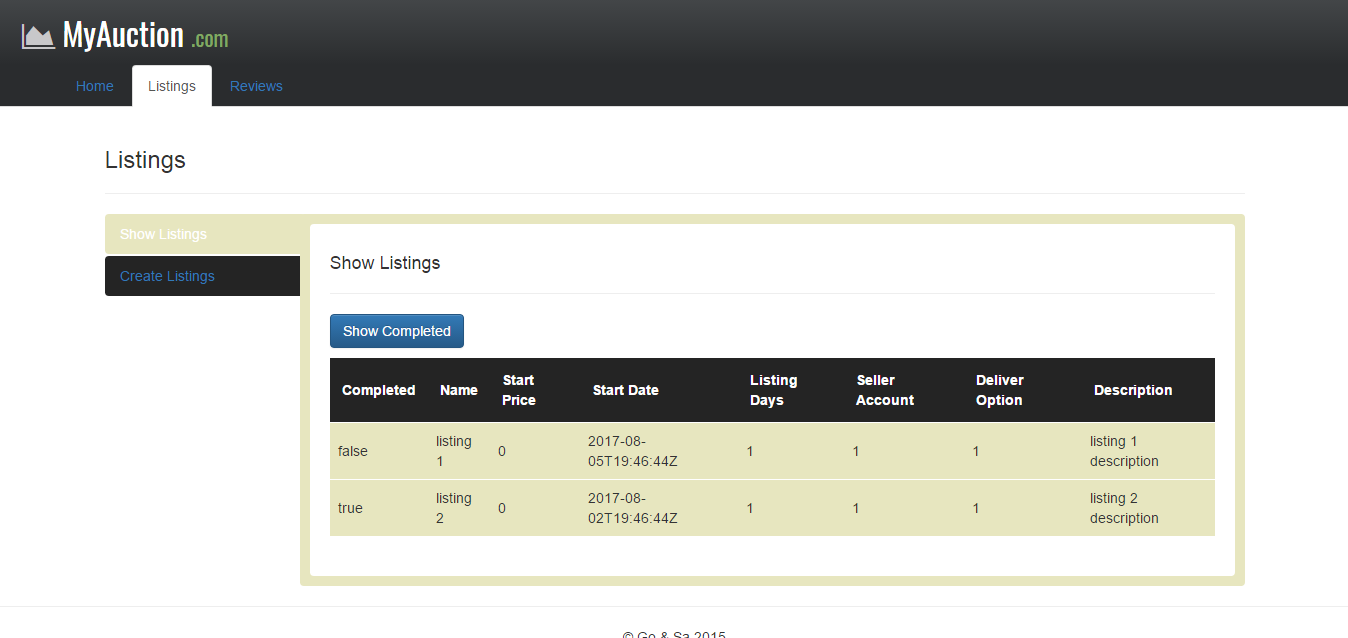 MyAuction .com
Home Listings Reviews
Listings
Show Listings
Create Listings
Show Listings
Show Completed
Completed Name Start Price Start Date Listing Days Seller Account Deliver Option Description
false listing 1 0 2017-08-05T19:46:44Z 1 1 1 listing 1 description
true listing 2 0 2017-08-02T19:46:44Z 1 1 1 listing 2 description
© Go & Sa 2015